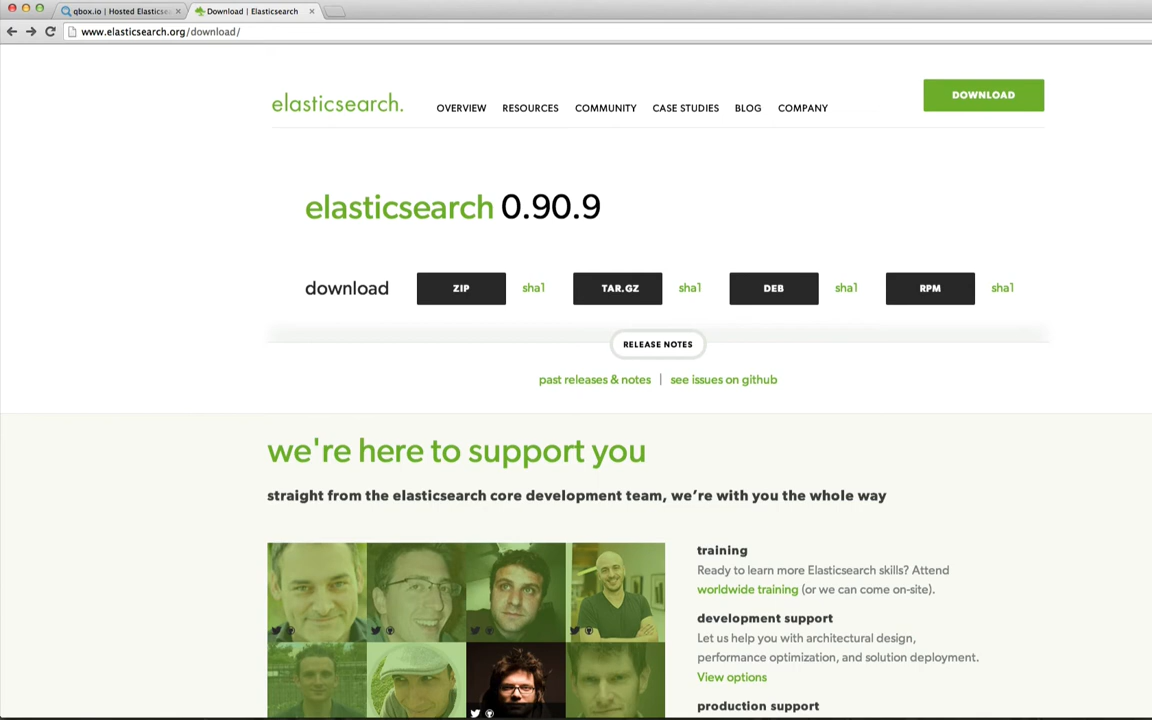 qbox.io | Hosted Elasticse
Download | Elasticsearch
www.elasticsearch.org/download/
elasticsearch.
OVERVIEW RESOURCES COMMUNITY CASE STUDIES BLOG COMPANY
DOWNLOAD
elasticsearch 0.90.9
download ZIP sha1 TAR.GZ sha1 DEB sha1 RPM sha1
RELEASE NOTES
past releases & notes | see issues on github
we're here to support you
straight from the elasticsearch core development team, we're with you the whole way
training
Ready to learn more Elasticsearch skills? Attend
worldwide training (or we can come on-site).
development support
Let us help you with architectural design,
performance optimization, and solution deployment.
View options
production support